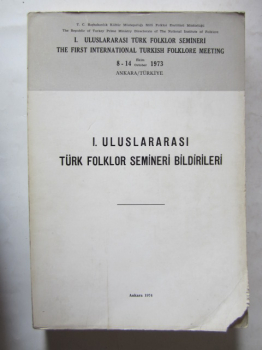 T. C. Başbakanlık Kültür Müsteşarlığı Milli Folklor Enstitüsü
The Republic of Turkey Prime Ministry Directorate of The National Institute of Folklore
I. ULUSLARARASI TÜRK FOLKLOR SEMİNERİ
THE FIRST INTERNATIONAL TURKISH FOLKLORE MEETING
8 - 14 1973
ANKARA/TÜRKİYE
I. ULUSLARARASI
TÜRK FOLKLOR SEMİNERİ BİLDİRİLERİ
Ankara 1974